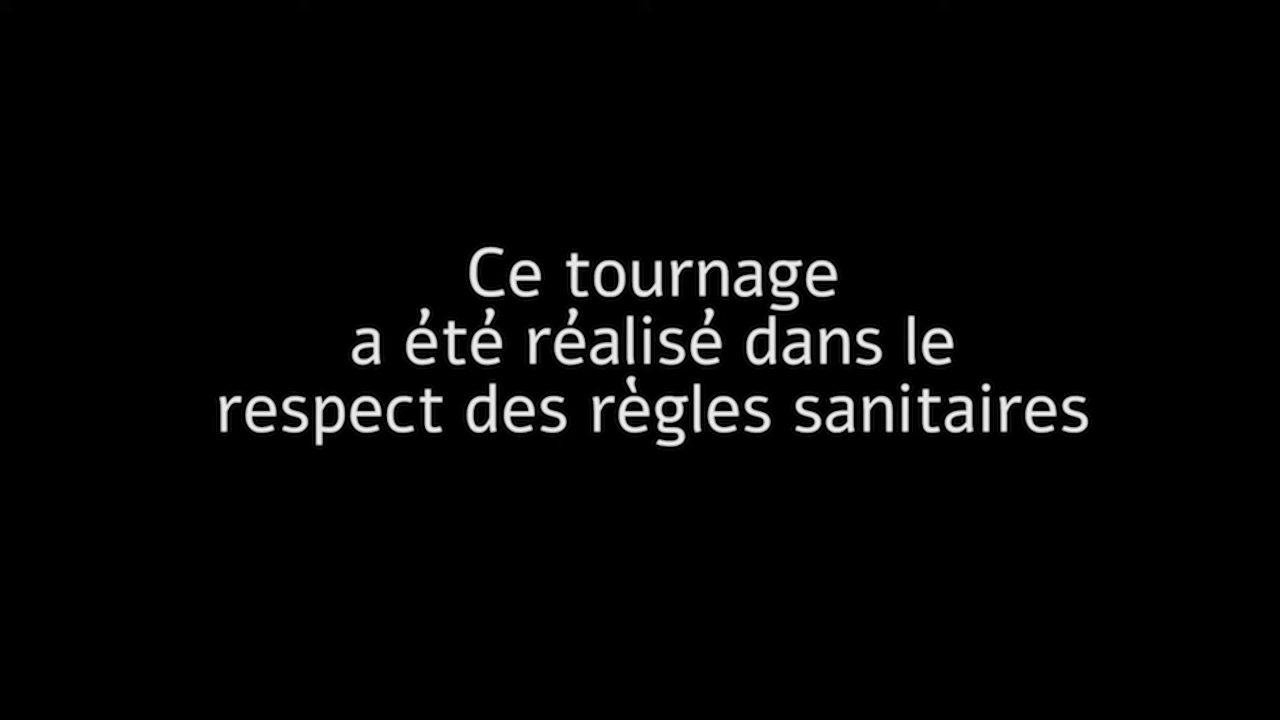 Ce tournage
a été réalisé dans le
respect des règles sanitaires